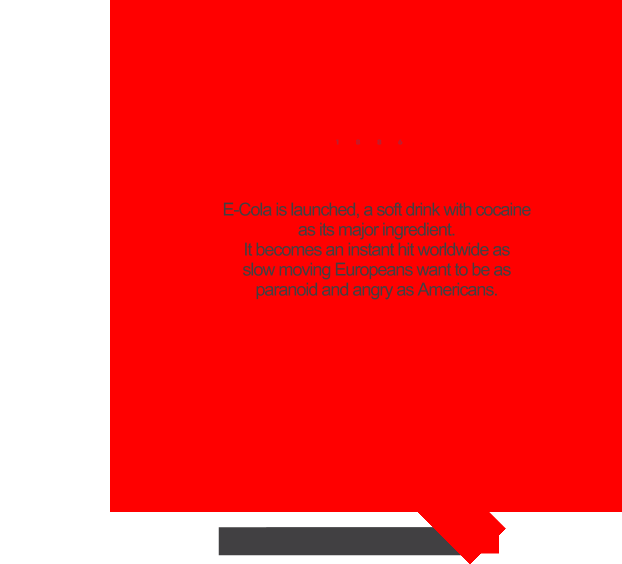 E-Cola is launched, a soft drink with cocaine
as its major ingredient.
It becomes an instant hit worldwide as
slow moving Europeans want to be as
paranoid and angry as Americans.